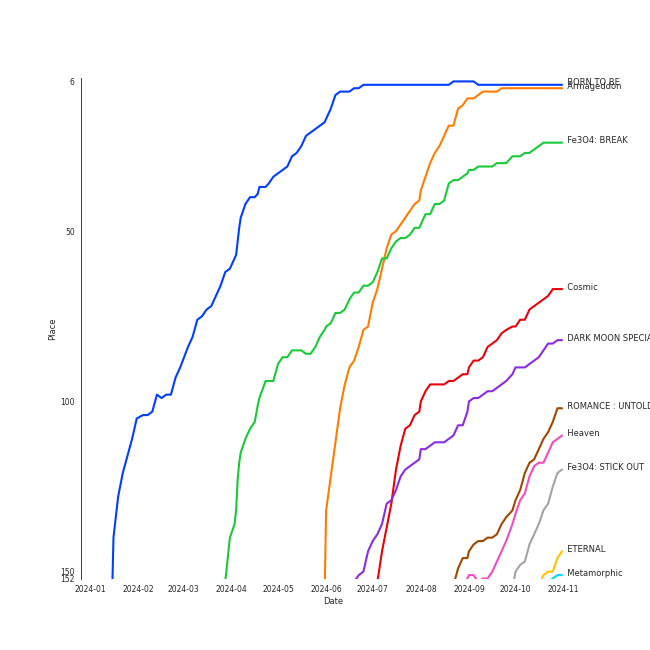 6
BORN TO BE
Armageddon
Fe3O4: BREAK
50
Cosmic
Place
DARK MOON SPECIA
100
ROMANCE : UNTOLD
Heaven
Fe3O4: STICK OUT
ETERNAL
150
Metamorphic
152
2024-01 2024-02 2024-03 2024-04 2024-05 2024-06 2024-07 2024-08 2024-09 2024-10 2024-11
Date